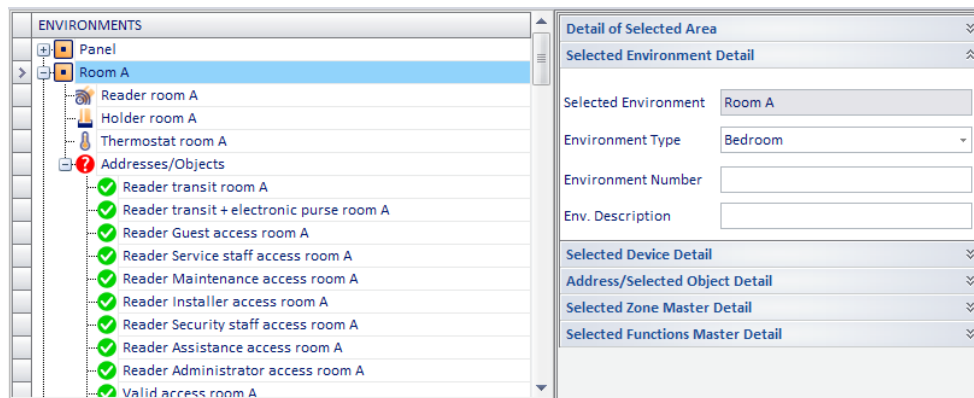 ENVIRONMENTS
Panel
Room A
Reader room A
Holder room A
Thermostat room A
Addresses/Objects
Reader transit room A
Reader transit + electronic purse room A
Reader Guest access room A
Reader Service staff access room A
Reader Maintenance access room A
Reader Installer access room A
Reader Security staff access room A
Reader Assistance access room A
Reader Administrator access room A
Valid access room A
Detail of Selected Area
Selected Environment Detail
Selected Environment Room A
Environment Type Bedroom
Environment Number
Env. Description
Selected Device Detail
Address/Selected Object Detail
Selected Zone Master Detail
Selected Functions Master Detail